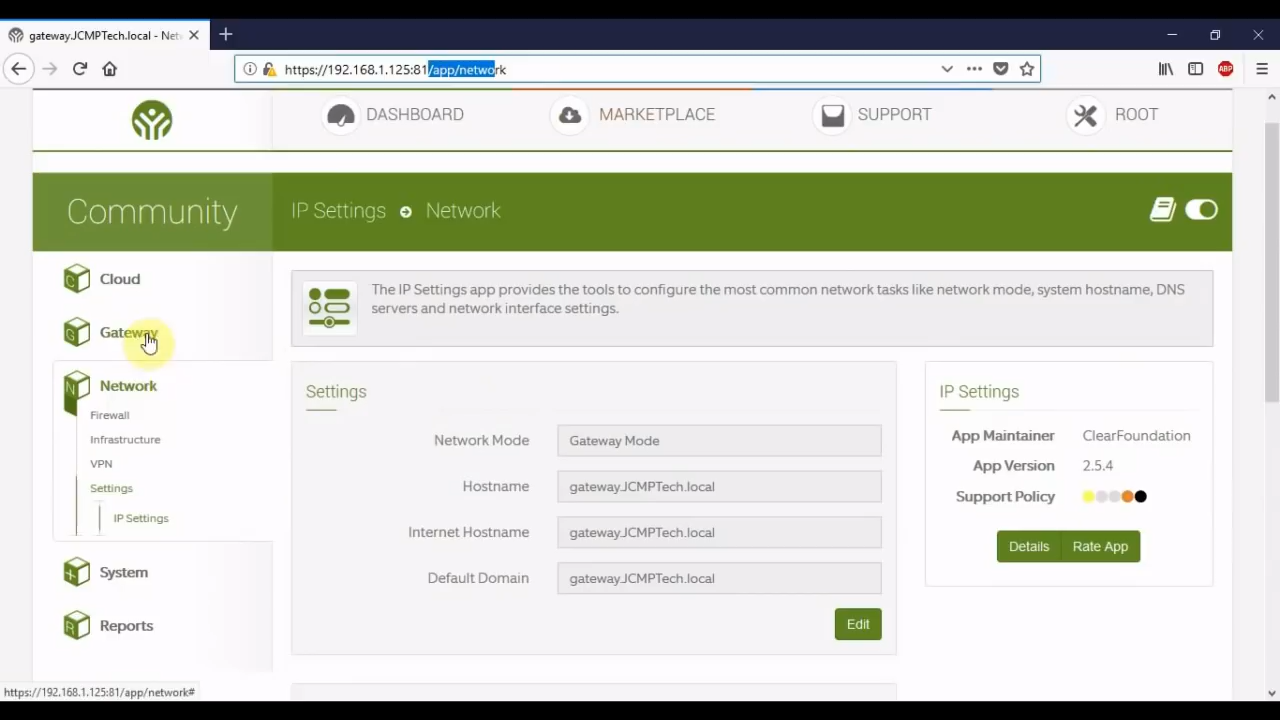 gateway.JCMPTech.local - Net
https://192.168.1.125:81/app/network
ABP
DASHBOARD
MARKETPLACE
SUPPORT
ROOT
Community
IP Settings
Network
Cloud
Gateway
Network
Firewall
Infrastructure
VPN
Settings
IP Settings
System
Reports
The IP Settings app provides the tools to configure the most common network tasks like network mode, system hostname, DNS
servers and network interface settings.
Settings
Network Mode Gateway Mode
Hostname gateway.JCMPTech.local
Internet Hostname gateway.JCMPTech.local
Default Domain gateway.JCMPTech.local
Edit
IP Settings
App Maintainer ClearFoundation
App Version 2.5.4
Support Policy
Details Rate App
https://192.168.1.125:81/app/network#